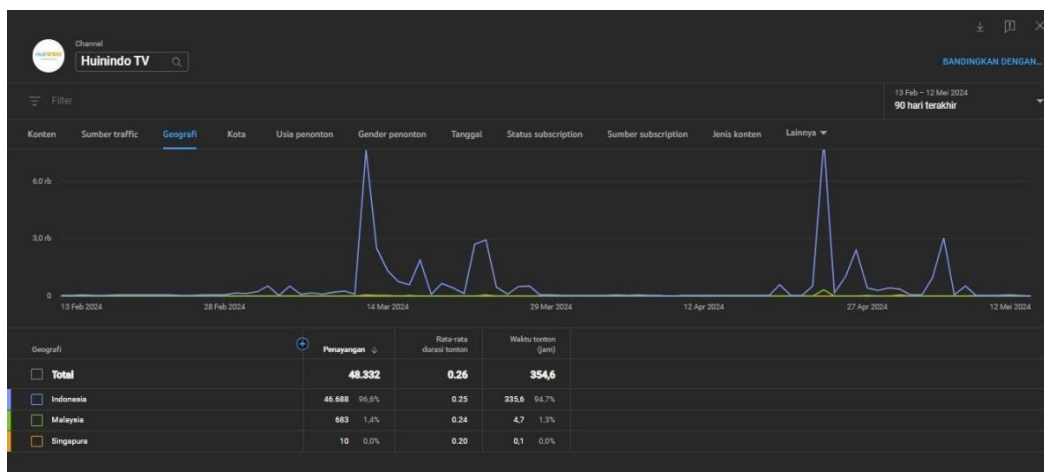 HUININDO
Channel
Huinindo TV
BANDINGKAN DENGAN...
Filter
13 Feb – 12 Mei 2024
90 hari terakhir
Konten Sumber traffic Geografi Kota Usia penonton Gender penonton Tanggal Status subscription Sumber subscription Jenis konten Lainnya
6,0 rb
3,0 rb
0
13 Feb 2024 28 Feb 2024 14 Mar 2024 29 Mar 2024 12 Apr 2024 27 Apr 2024 12 Mei 2024
Geografi Penayangan Rata-rata durasi tonton Waktu tonton (jam)
Total 48.332 0.26 354,6
Indonesia 46.688 96,6% 0.25 335,6 94,7%
Malaysia 683 1,4% 0.24 4,7 1,3%
Singapura 10 0,0% 0.20 0,1 0,0%